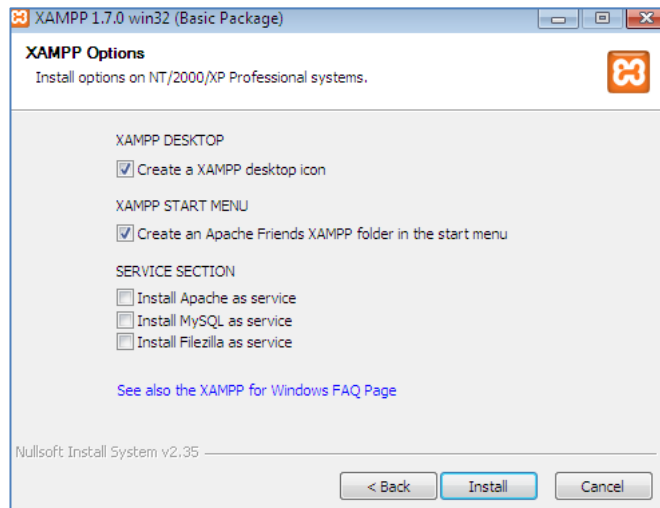 XAMPP 1.7.0 win32 (Basic Package)
XAMPP Options
Install options on NT/2000/XP Professional systems.
XAMPP DESKTOP
Create a XAMPP desktop icon
XAMPP START MENU
Create an Apache Friends XAMPP folder in the start menu
SERVICE SECTION
Install Apache as service
Install MySQL as service
Install Filezilla as service
See also the XAMPP for Windows FAQ Page
Nullsoft Install System v2.35
< Back
Install
Cancel